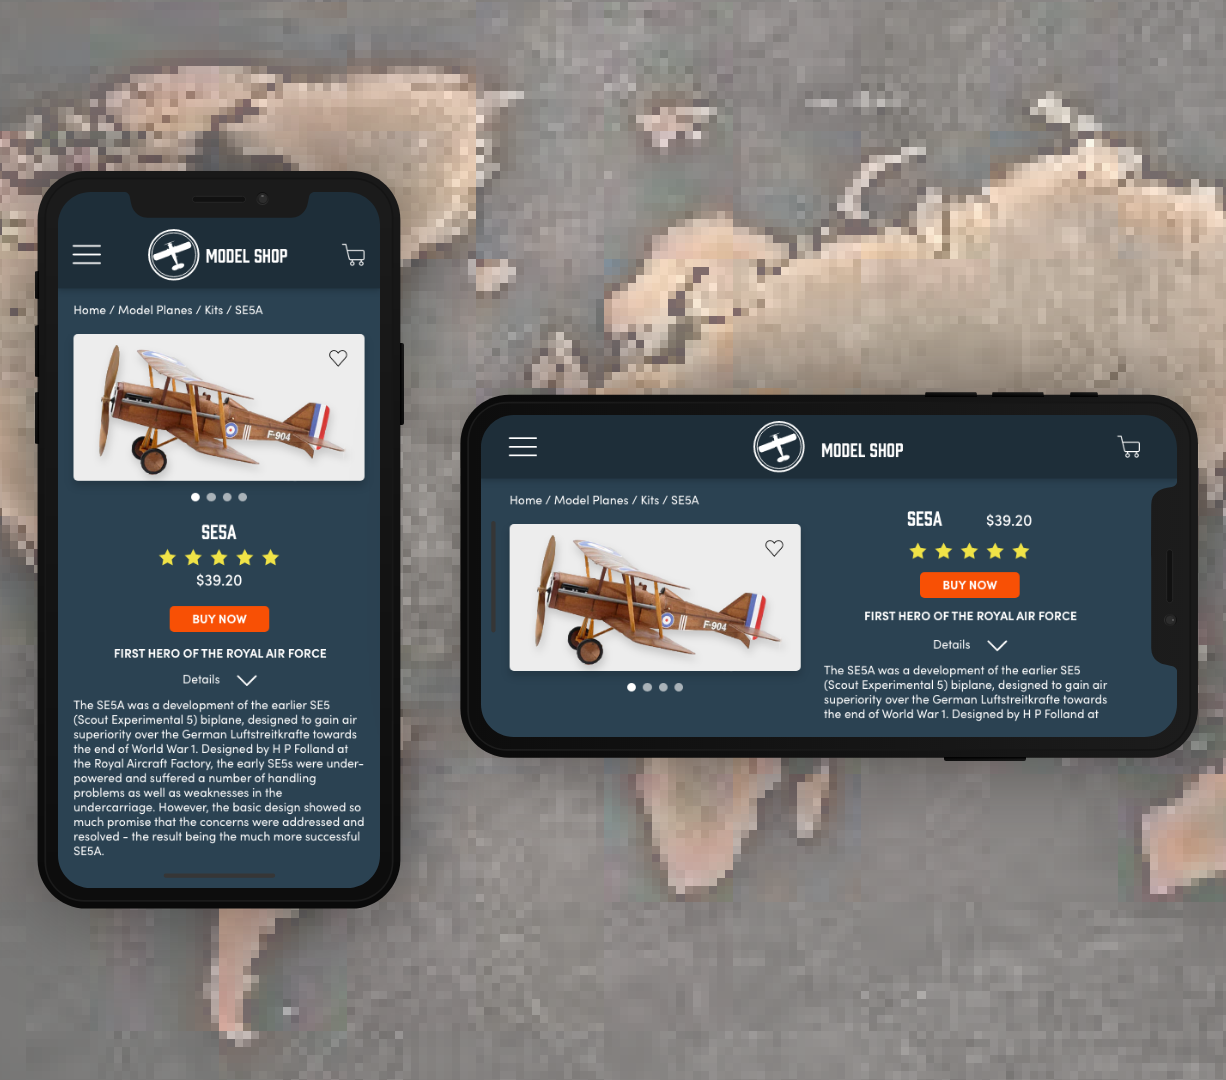 MODEL SHOP
Home / Model Planes / Kits / SE5A
F-904
SE5A
$39.20
BUY NOW
FIRST HERO OF THE ROYAL AIR FORCE
Details
The SE5A was a development of the earlier SE5
(Scout Experimental 5) biplane, designed to gain air
superiority over the German Luftstreitkrafte towards
the end of World War 1. Designed by H P Folland at
the Royal Aircraft Factory, the early SE5s were under-
powered and suffered a number of handling
problems as well as weaknesses in the
undercarriage. However, the basic design showed so
much promise that the concerns were addressed and
resolved - the result being the much more successful
SE5A.
MODEL SHOP
Home / Model Planes / Kits / SE5A
F-904
SE5A $39.20
BUY NOW
FIRST HERO OF THE ROYAL AIR FORCE
Details
The SE5A was a development of the earlier SE5
(Scout Experimental 5) biplane, designed to gain air
superiority over the German Luftstreitkrafte towards
the end of World War 1. Designed by H P Folland at